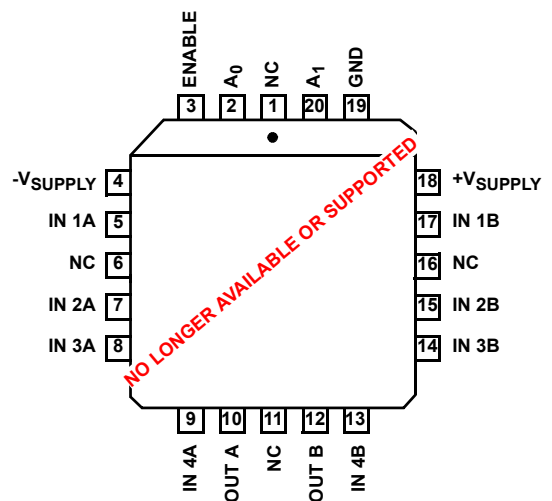 ENABLE
A0
NC
A1
GND
3
2
1
20
19
-VSUPPLY 4
18 +VSUPPLY
IN 1A 5
17 IN 1B
NC 6
16 NC
IN 2A 7
15 IN 2B
IN 3A 8
14 IN 3B
NO LONGER AVAILABLE OR SUPPORTED
9
10
11
12
13
IN 4A
OUT A
NC
OUT B
IN 4B